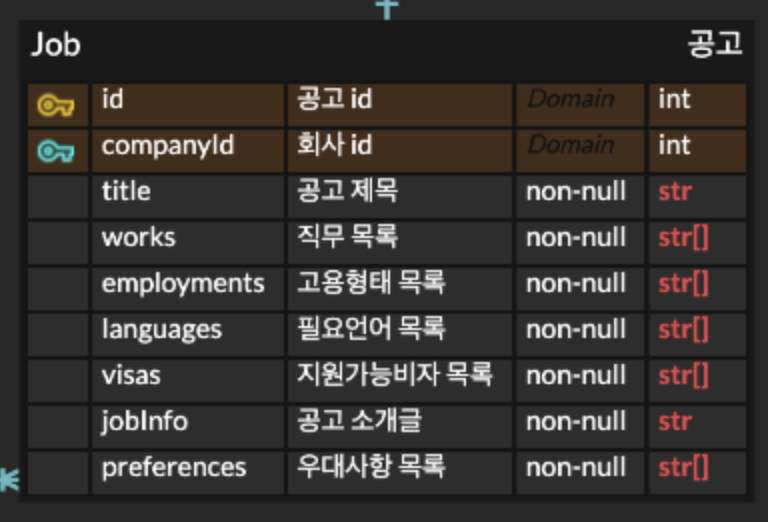 Job 공고
id 공고 id Domain int
companyId 회사 id Domain int
title 공고 제목 non-null str
works 직무 목록 non-null str[]
employments 고용형태 목록 non-null str[]
languages 필요언어 목록 non-null str[]
visas 지원가능비자 목록 non-null str[]
jobInfo 공고 소개글 non-null str
preferences 우대사항 목록 non-null str[]